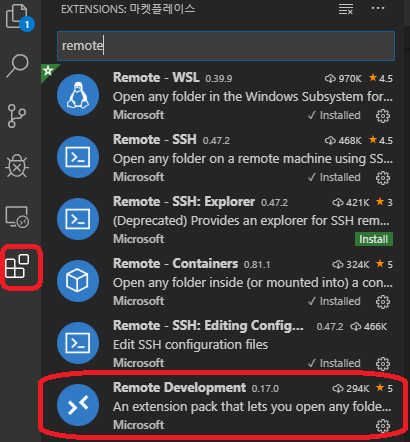 EXTENSIONS: 마켓플레이스
1
remote
Remote - WSL 0.39.9 970K ★ 4.5
Open any folder in the Windows Subsystem for...
Microsoft ✓ Installed
Remote - SSH 0.47.2 468K ★ 4.5
Open any folder on a remote machine using SS...
Microsoft ✓ Installed
Remote - SSH: Explorer 0.47.2 421K ★ 3
(Deprecated) Provides an explorer for SSH rem...
Microsoft Install
Remote - Containers 0.81.1 324K ★ 5
Open any folder inside (or mounted into) a con...
Microsoft ✓ Installed
Remote - SSH: Editing Config... 0.47.2 466K
Edit SSH configuration files
Microsoft ✓ Installed
Remote Development 0.17.0 294K ★ 5
An extension pack that lets you open any folde...
Microsoft